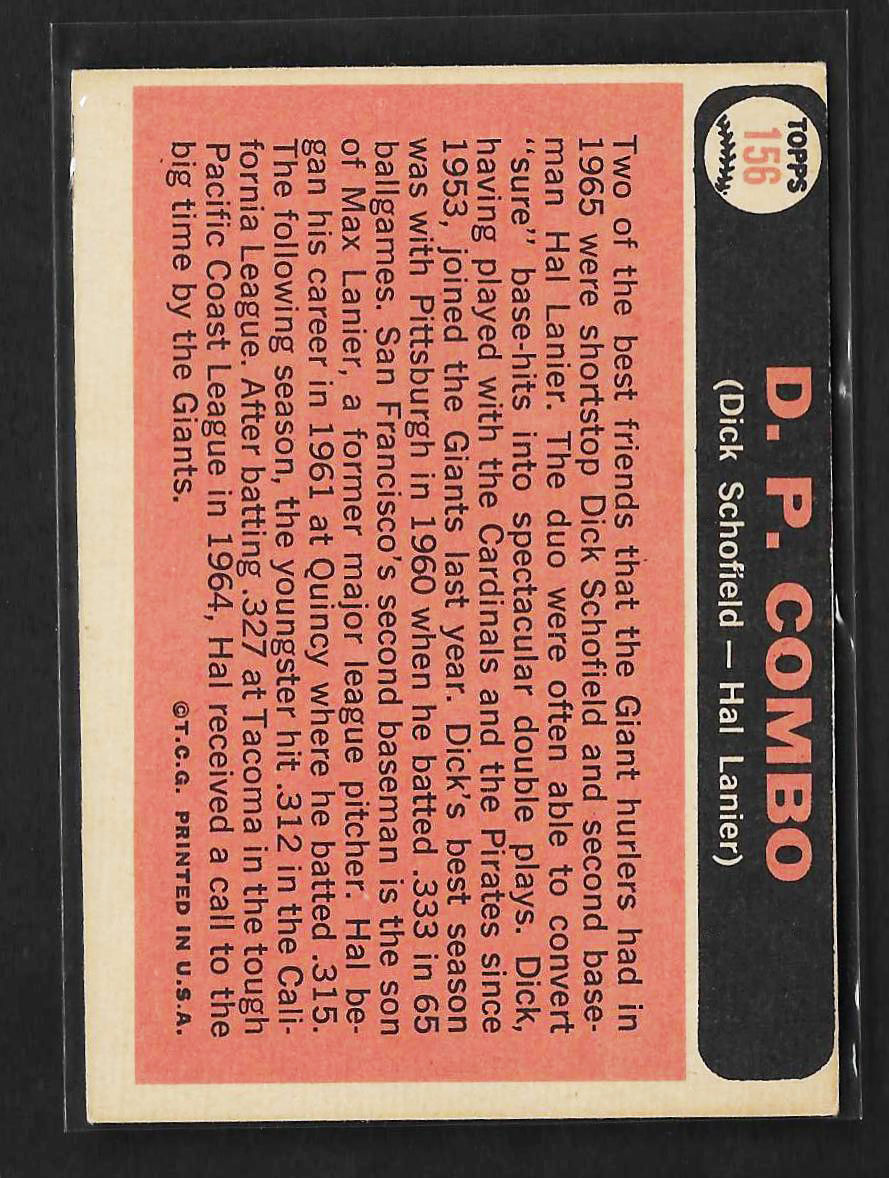 TOPPS
156
D. P. COMBO
(Dick Schofield — Hal Lanier)
Two of the best friends that the Giant hurlers had in
1965 were shortstop Dick Schofield and second base-
man Hal Lanier. The duo were often able to convert
“sure” base-hits into spectacular double plays. Dick,
having played with the Cardinals and the Pirates since
1953, joined the Giants last year. Dick's best season
was with Pittsburgh in 1960 when he batted .333 in 65
ballgames. San Francisco's second baseman is the son
of Max Lanier, a former major league pitcher. Hal be-
gan his career in 1961 at Quincy where he batted .315.
The following season, the youngster hit .312 in the Cali-
fornia League. After batting .327 at Tacoma in the tough
Pacific Coast League in 1964, Hal received a call to the
big time by the Giants.
©T.C.G. PRINTED IN U.S.A.